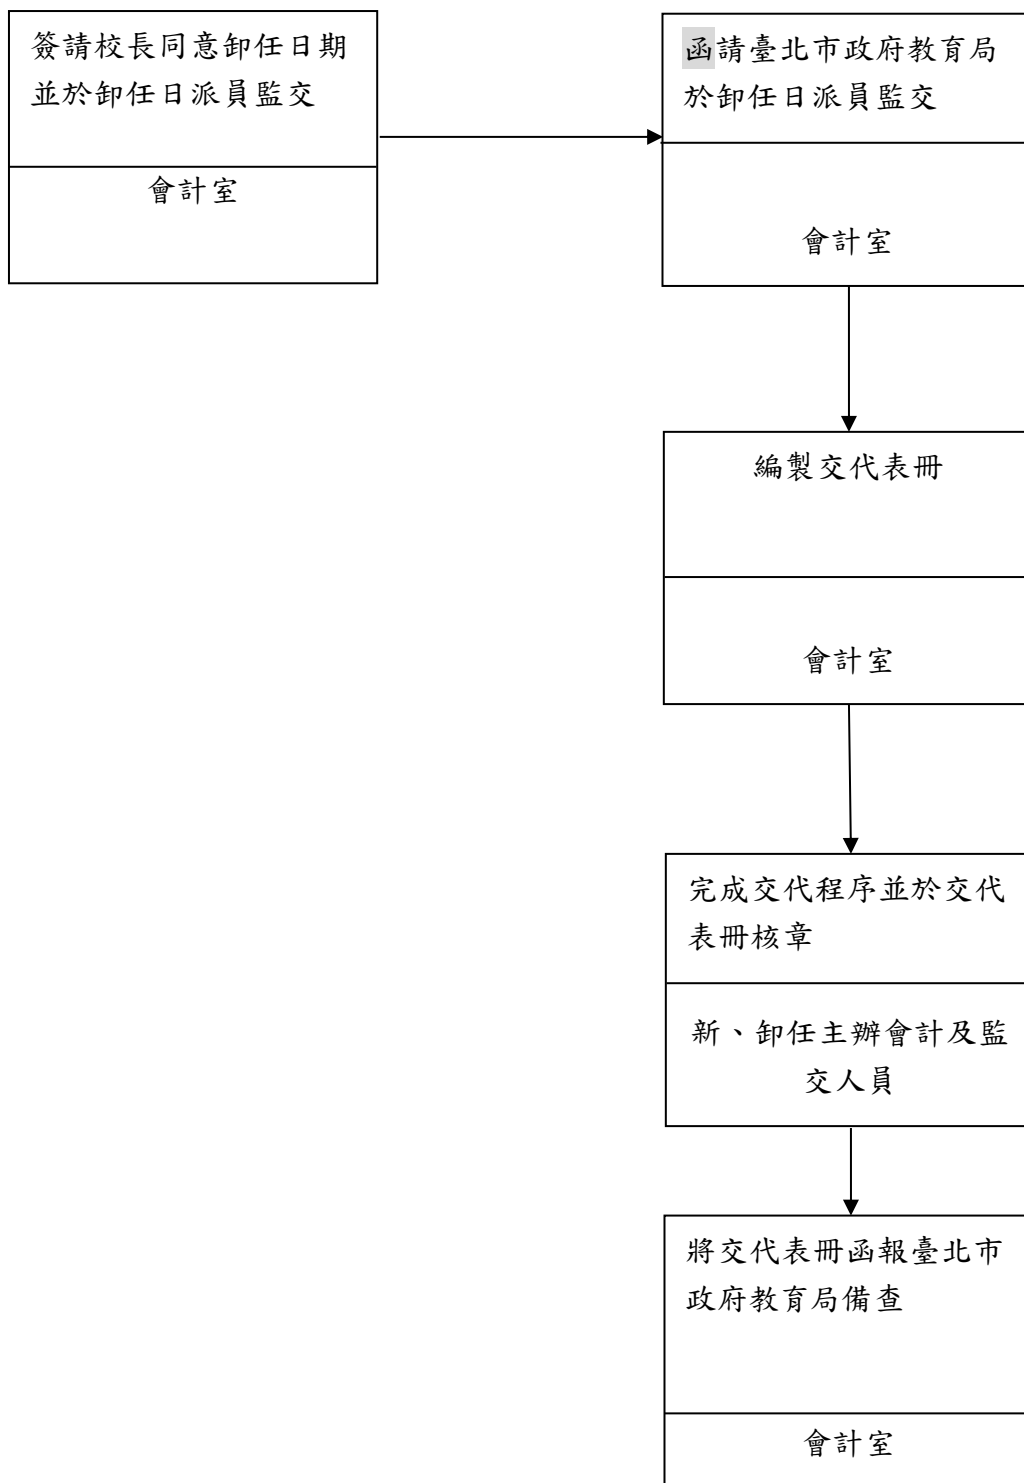 簽請校長同意卸任日期
並於卸任日派員監交
會計室
函請臺北市政府教育局
於卸任日派員監交
會計室
編製交代表冊
會計室
完成交代程序並於交代
表冊核章
新、卸任主辦會計及監
交人員
將交代表冊函報臺北市
政府教育局備查
會計室